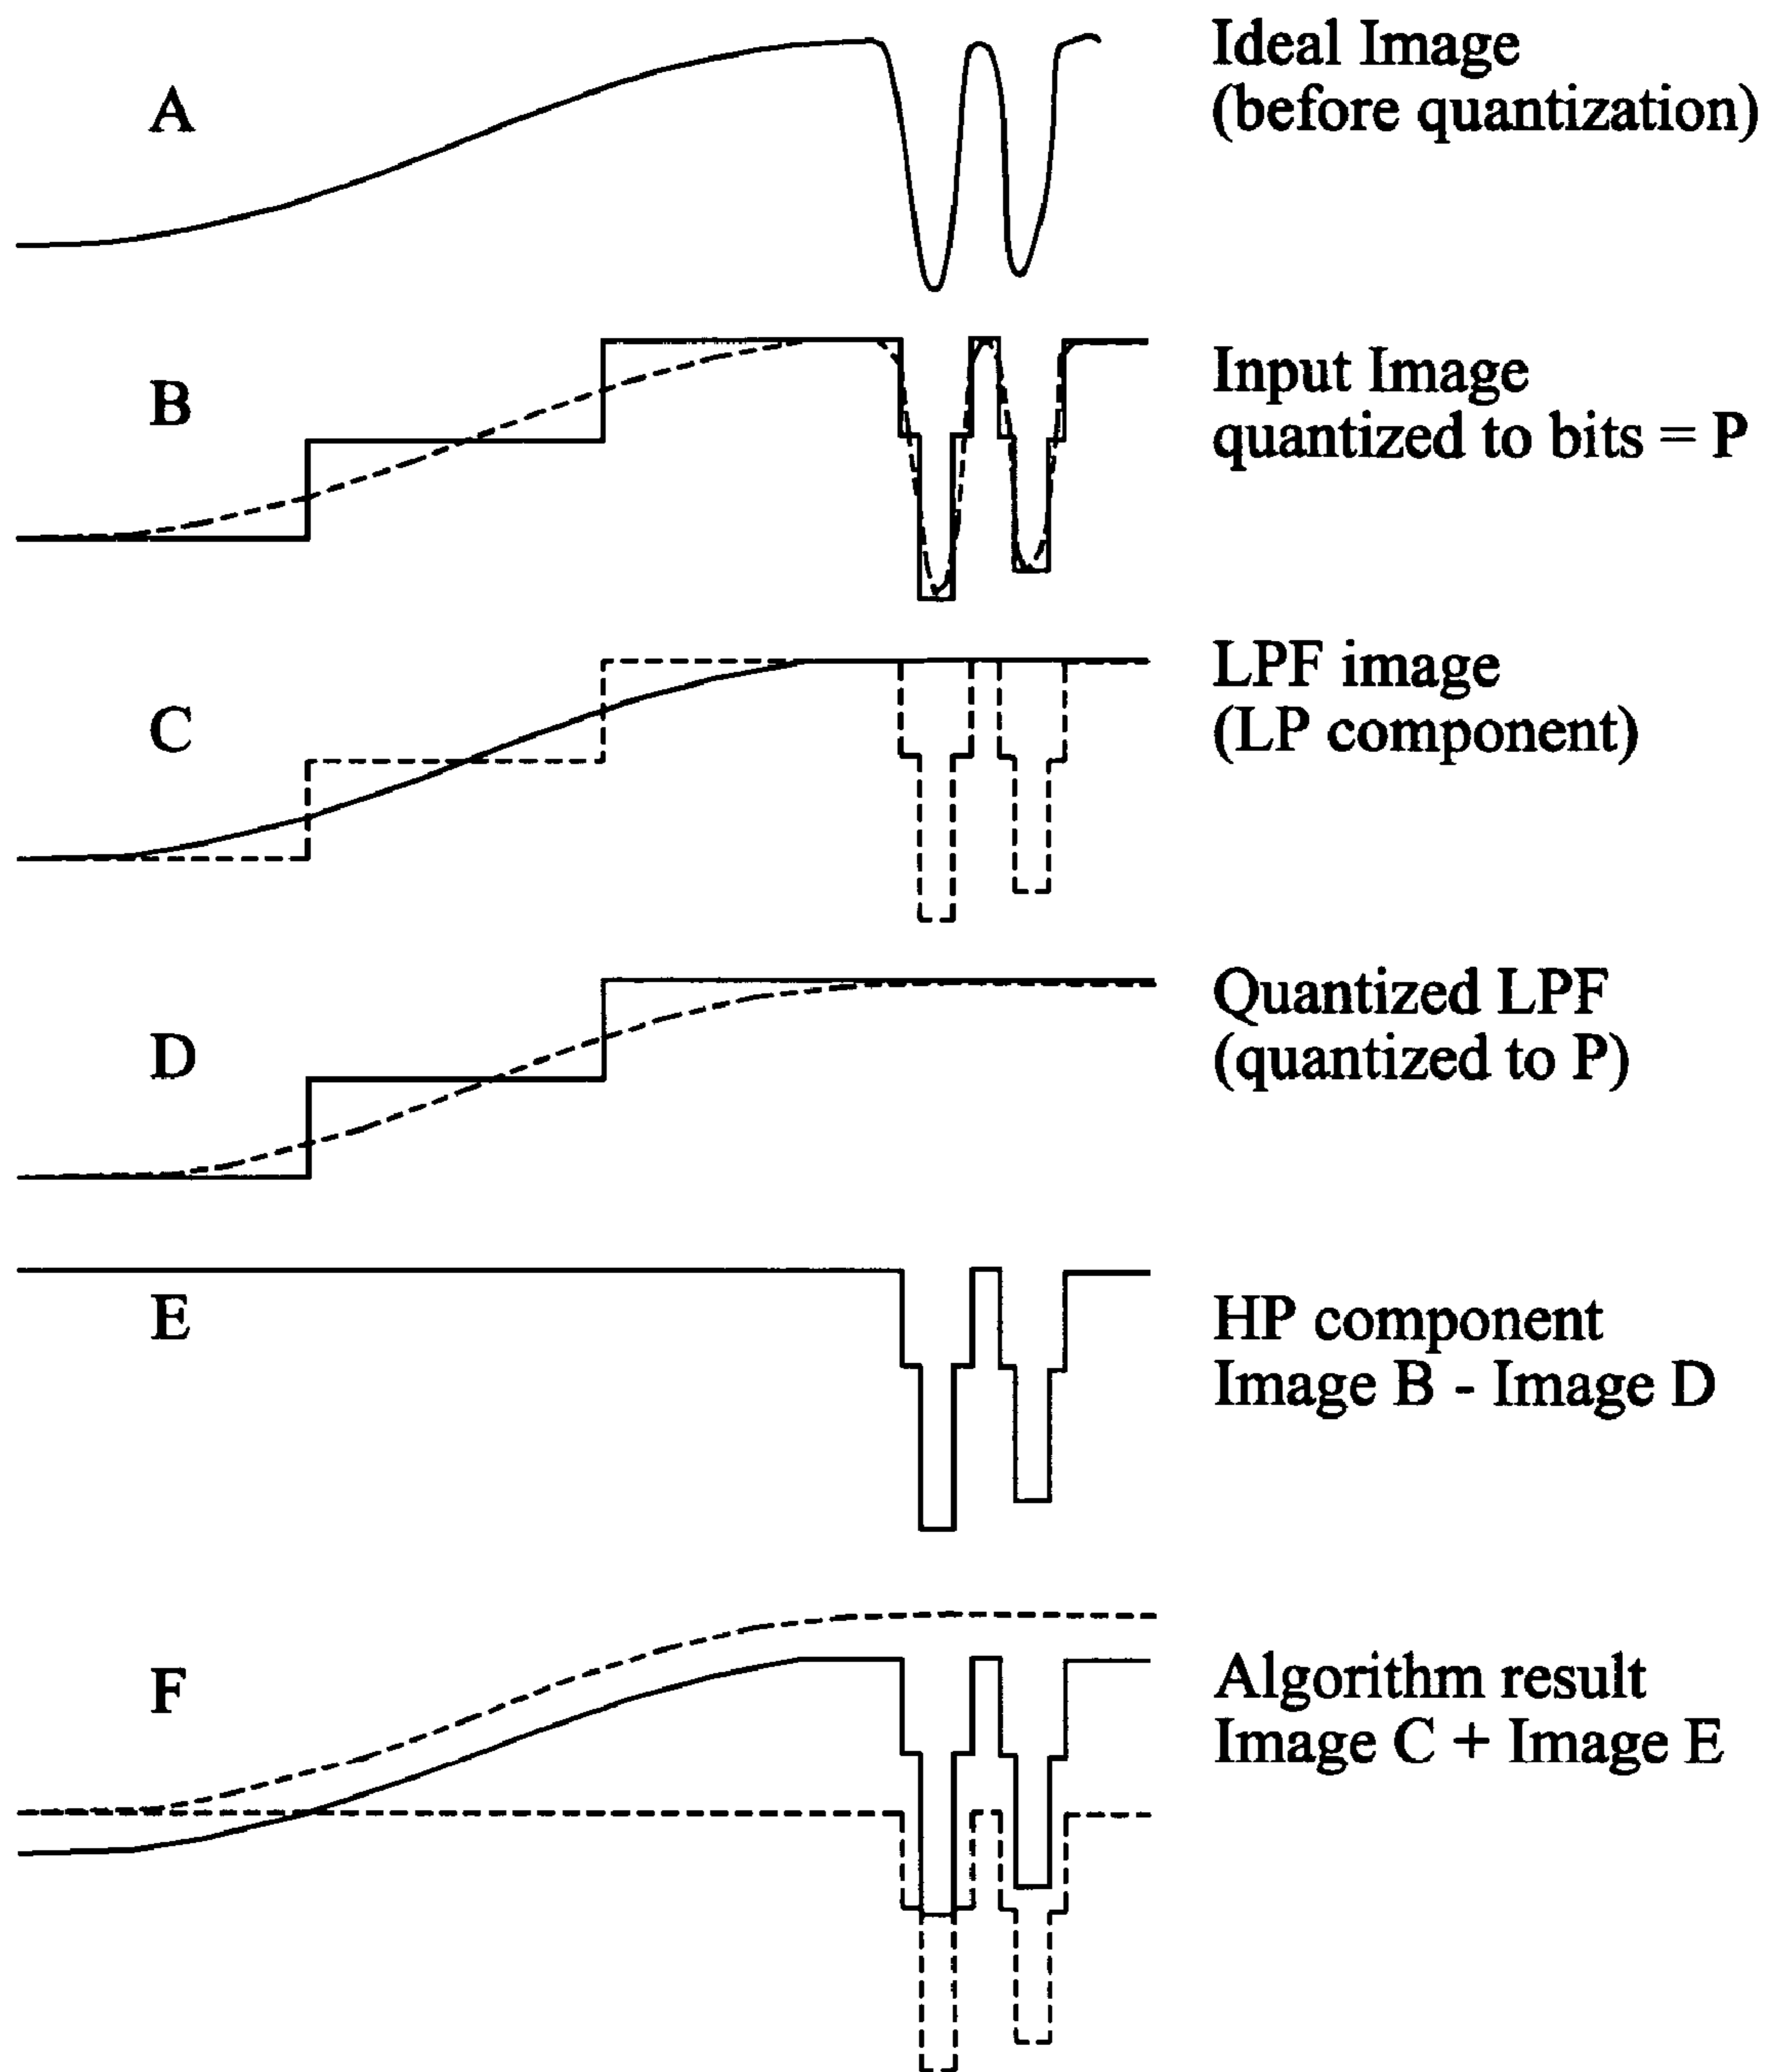 A
Ideal Image
(before quantization)
B
Input Image
quantized to bits = P
C
LPF image
(LP component)
D
Quantized LPF
(quantized to P)
E
HP component
Image B - Image D
F
Algorithm result
Image C + Image E